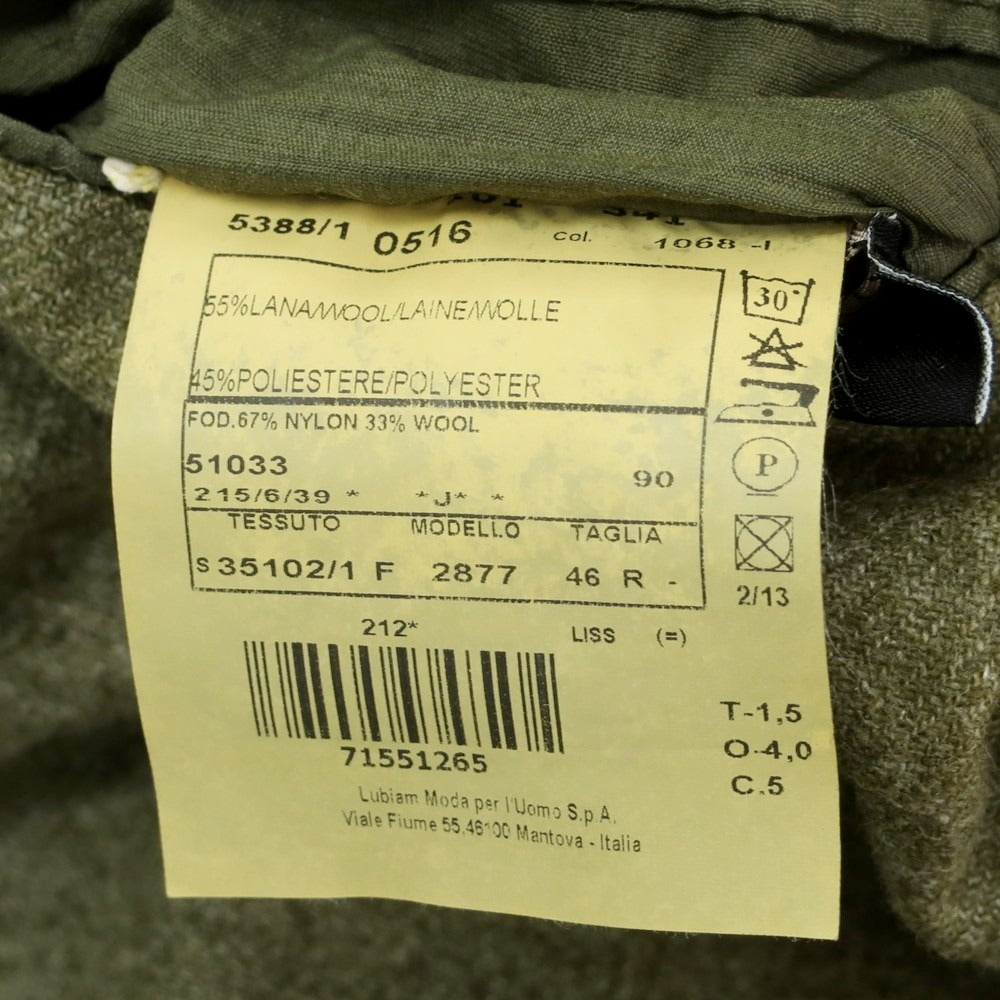 341
5388/1 0516 col. 1068 -I
55%LANA/WOOL/LAINE/WOLLE
30°
45%POLIESTERE/POLYESTER
FOD.67% NYLON 33% WOOL
P
51033 90
215/6/39 * *J* *
TESSUTO MODELLO TAGLIA
S 35102/1 F 2877 46 R -
2/13
212* LISS (=)
71551265
T-1,5
O-4,0
C.5
Lubiam Moda per l'Uomo S.p.A.
Viale Fiume 55,46100 Mantova - Italia